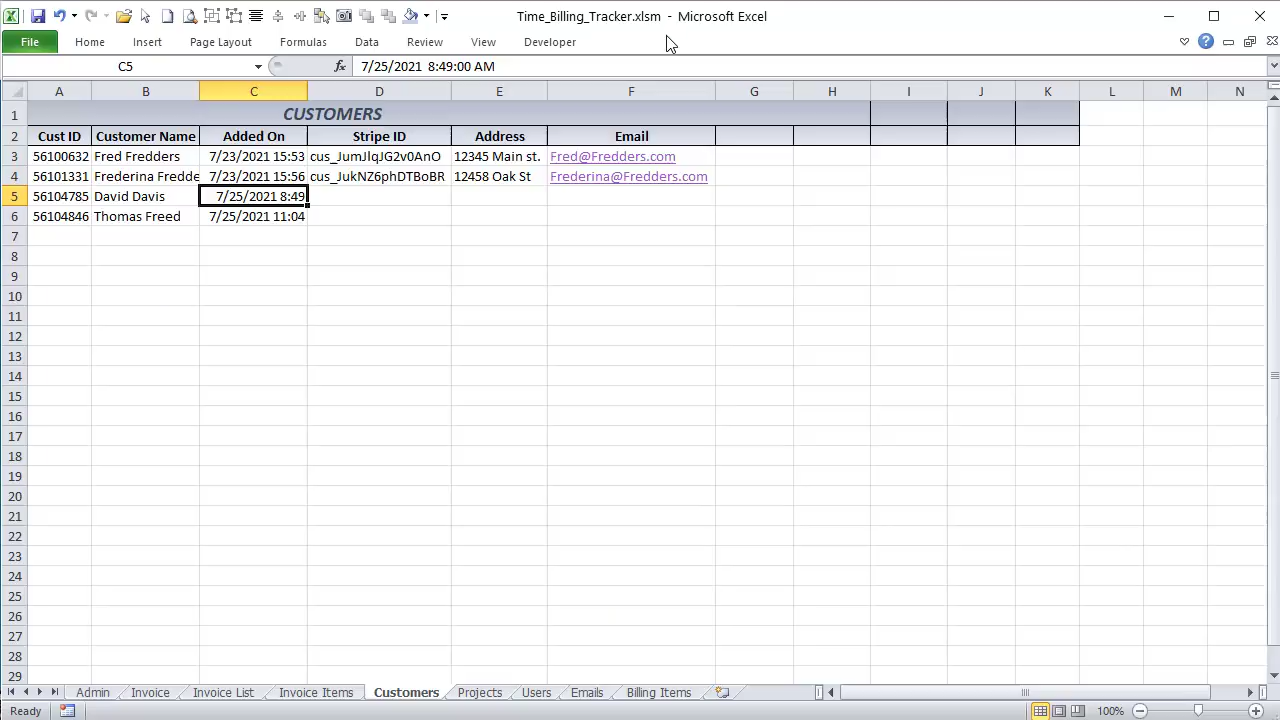 Time_Billing_Tracker.xlsm - Microsoft Excel
File Home Insert Page Layout Formulas Data Review View Developer
C5 fx 7/25/2021 8:49:00 AM
A B C D E F G H I J K L M N
1 CUSTOMERS
2 Cust ID Customer Name Added On Stripe ID Address Email
3 56100632 Fred Fredders 7/23/2021 15:53 cus_JumJlqJG2v0AnO 12345 Main st. Fred@Fredders.com
4 56101331 Frederina Fredde 7/23/2021 15:56 cus_JukNZ6phDTBoBR 12458 Oak St Frederina@Fredders.com
5 56104785 David Davis 7/25/2021 8:49
6 56104846 Thomas Freed 7/25/2021 11:04
7
8
9
10
11
12
13
14
15
16
17
18
19
20
21
22
23
24
25
26
27
28
29
Admin Invoice Invoice List Invoice Items Customers Projects Users Emails Billing Items
Ready 100%